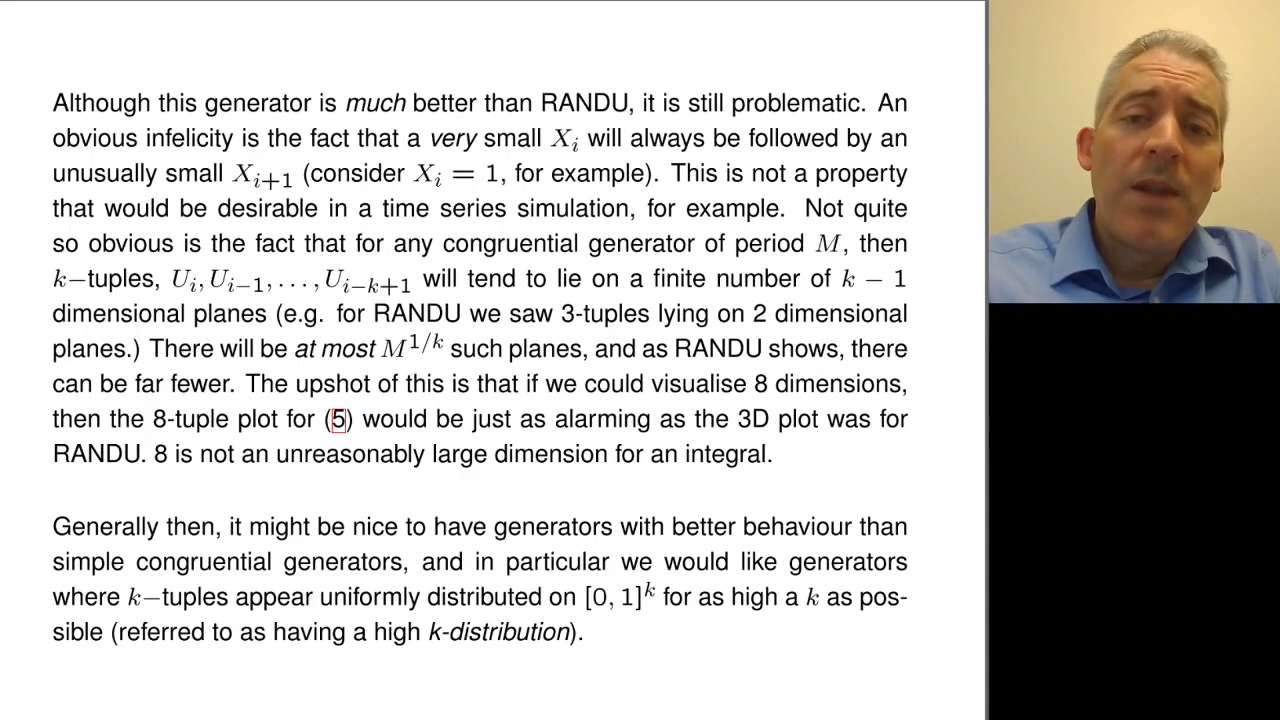 Although this generator is much better than RANDU, it is still problematic. An
obvious infelicity is the fact that a very small X_i will always be followed by an
unusually small X_{i+1} (consider X_i = 1, for example). This is not a property
that would be desirable in a time series simulation, for example. Not quite
so obvious is the fact that for any congruential generator of period M, then
k−tuples, U_i, U_{i−1}, . . . , U_{i−k+1} will tend to lie on a finite number of k − 1
dimensional planes (e.g. for RANDU we saw 3-tuples lying on 2 dimensional
planes.) There will be at most M^{1/k} such planes, and as RANDU shows, there
can be far fewer. The upshot of this is that if we could visualise 8 dimensions,
then the 8-tuple plot for (5) would be just as alarming as the 3D plot was for
RANDU. 8 is not an unreasonably large dimension for an integral.
Generally then, it might be nice to have generators with better behaviour than
simple congruential generators, and in particular we would like generators
where k−tuples appear uniformly distributed on [0, 1]^k for as high a k as pos-
sible (referred to as having a high k-distribution).